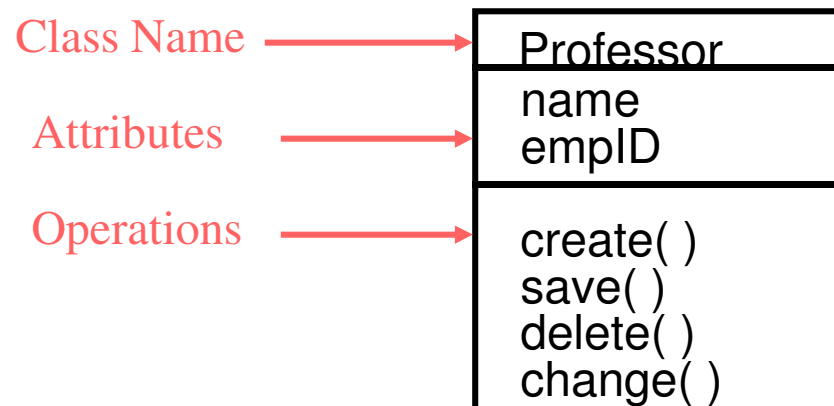 Class Name
Professor
Attributes
name
empID
Operations
create( )
save( )
delete( )
change( )